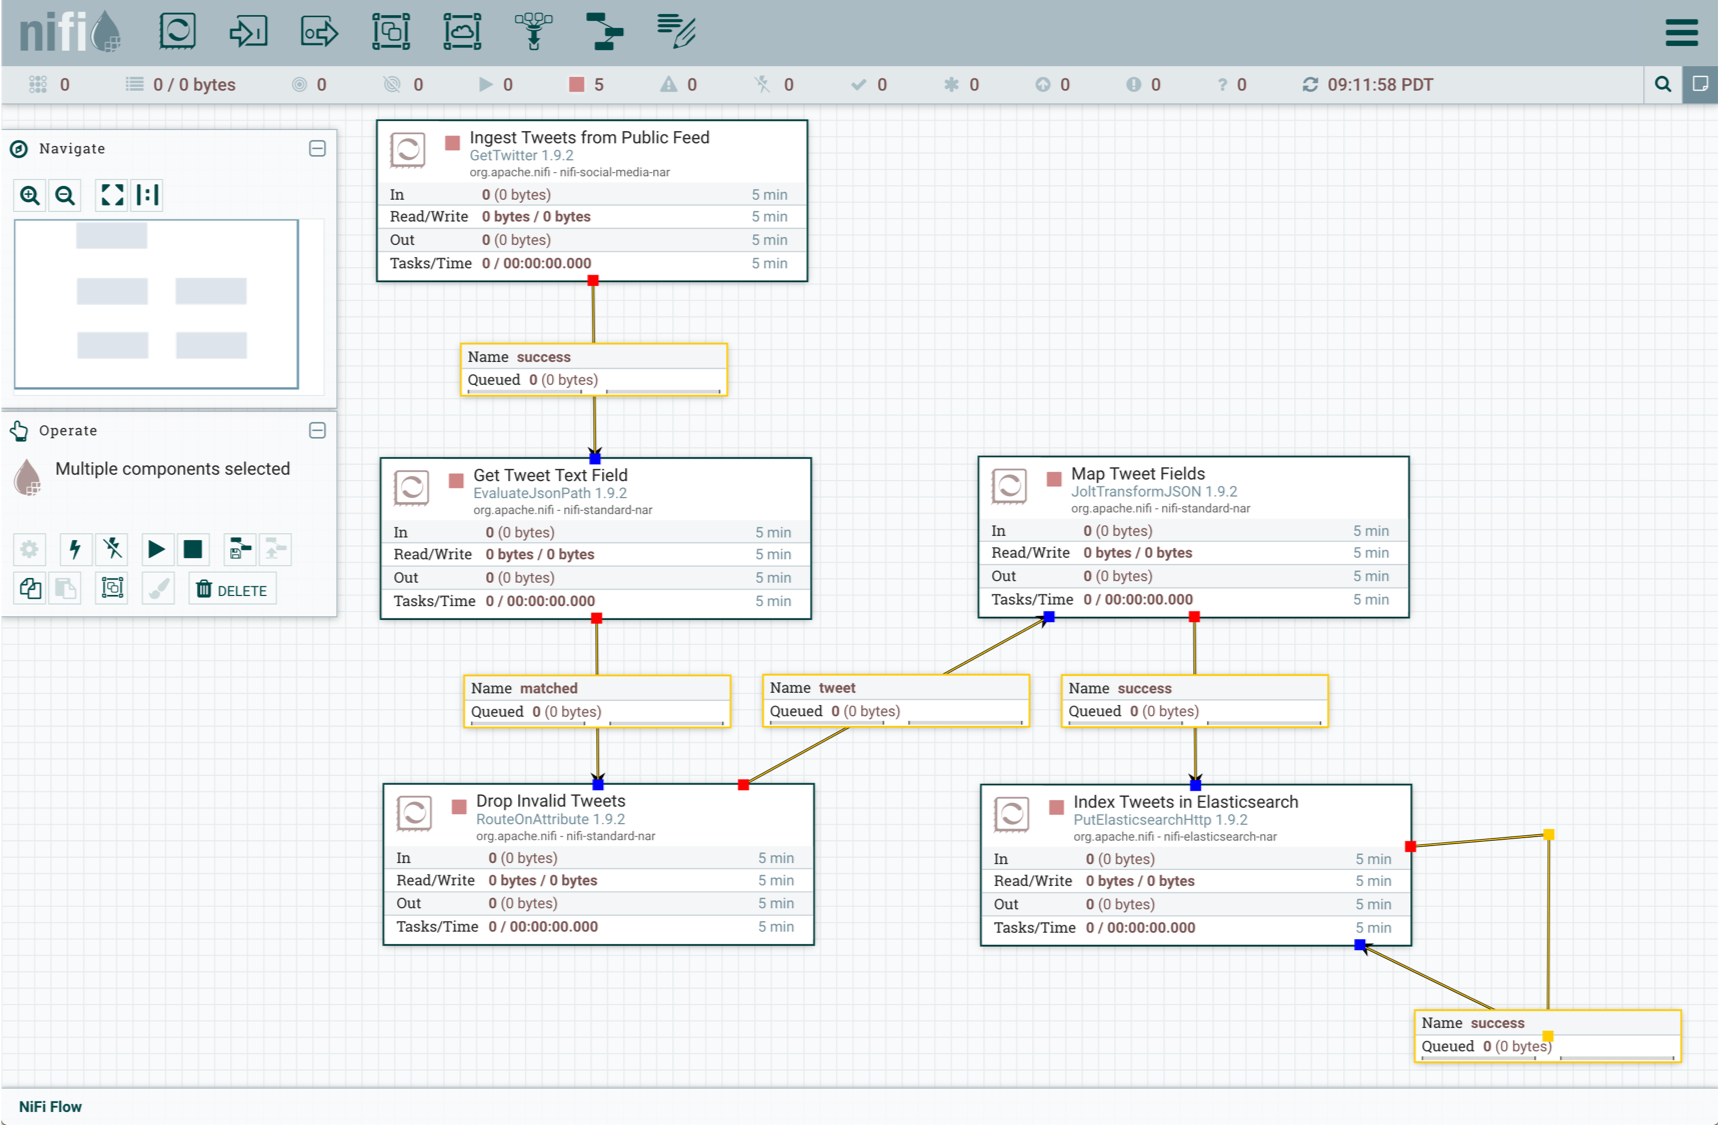 nifi
0
0 / 0 bytes
0
0
0
5
0
0
0
0
0
0
? 0
09:11:58 PDT
Navigate
Operate
Multiple components selected
DELETE
Ingest Tweets from Public Feed
GetTwitter 1.9.2
org.apache.nifi - nifi-social-media-nar
In 0 (0 bytes) 5 min
Read/Write 0 bytes / 0 bytes 5 min
Out 0 (0 bytes) 5 min
Tasks/Time 0 / 00:00:00.000 5 min
Name success
Queued 0 (0 bytes)
Get Tweet Text Field
EvaluateJsonPath 1.9.2
org.apache.nifi - nifi-standard-nar
In 0 (0 bytes) 5 min
Read/Write 0 bytes / 0 bytes 5 min
Out 0 (0 bytes) 5 min
Tasks/Time 0 / 00:00:00.000 5 min
Map Tweet Fields
JoltTransformJSON 1.9.2
org.apache.nifi - nifi-standard-nar
In 0 (0 bytes) 5 min
Read/Write 0 bytes / 0 bytes 5 min
Out 0 (0 bytes) 5 min
Tasks/Time 0 / 00:00:00.000 5 min
Name matched
Queued 0 (0 bytes)
Name tweet
Queued 0 (0 bytes)
Name success
Queued 0 (0 bytes)
Drop Invalid Tweets
RouteOnAttribute 1.9.2
org.apache.nifi - nifi-standard-nar
In 0 (0 bytes) 5 min
Read/Write 0 bytes / 0 bytes 5 min
Out 0 (0 bytes) 5 min
Tasks/Time 0 / 00:00:00.000 5 min
Index Tweets in Elasticsearch
PutElasticsearchHttp 1.9.2
org.apache.nifi - nifi-elasticsearch-nar
In 0 (0 bytes) 5 min
Read/Write 0 bytes / 0 bytes 5 min
Out 0 (0 bytes) 5 min
Tasks/Time 0 / 00:00:00.000 5 min
Name success
Queued 0 (0 bytes)
NiFi Flow